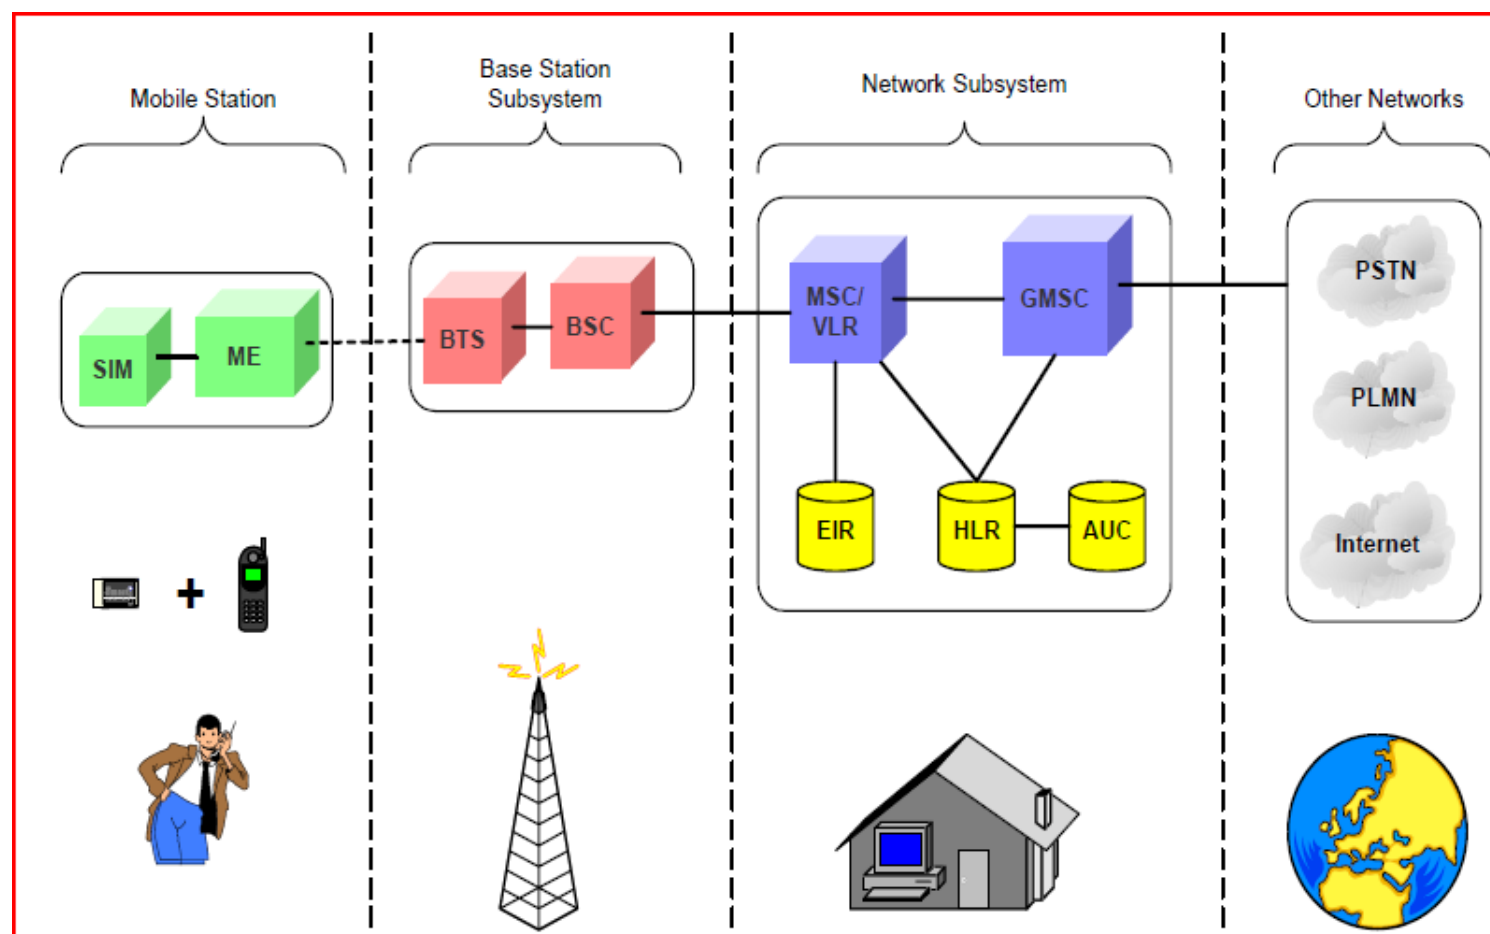 Mobile Station
Base Station
Subsystem
Network Subsystem
Other Networks
SIM
ME
BTS
BSC
MSC/
VLR
GMSC
EIR
HLR
AUC
PSTN
PLMN
Internet
+